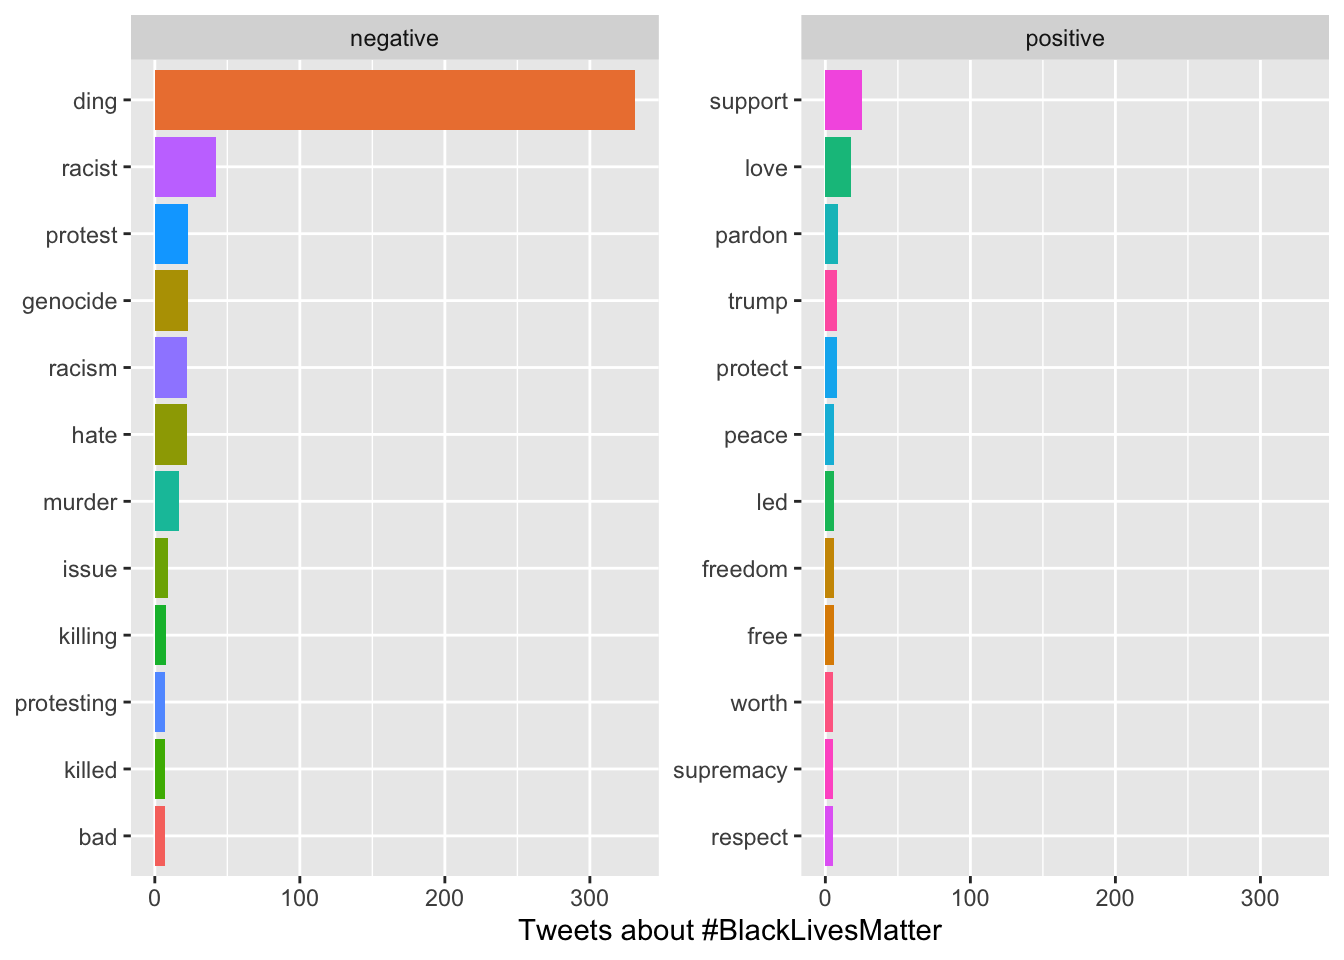 negative
ding
racist
protest
genocide
racism
hate
murder
issue
killing
protesting
killed
bad
0 100 200 300
positive
support
love
pardon
trump
protect
peace
led
freedom
free
worth
supremacy
respect
0 100 200 300
Tweets about #BlackLivesMatter